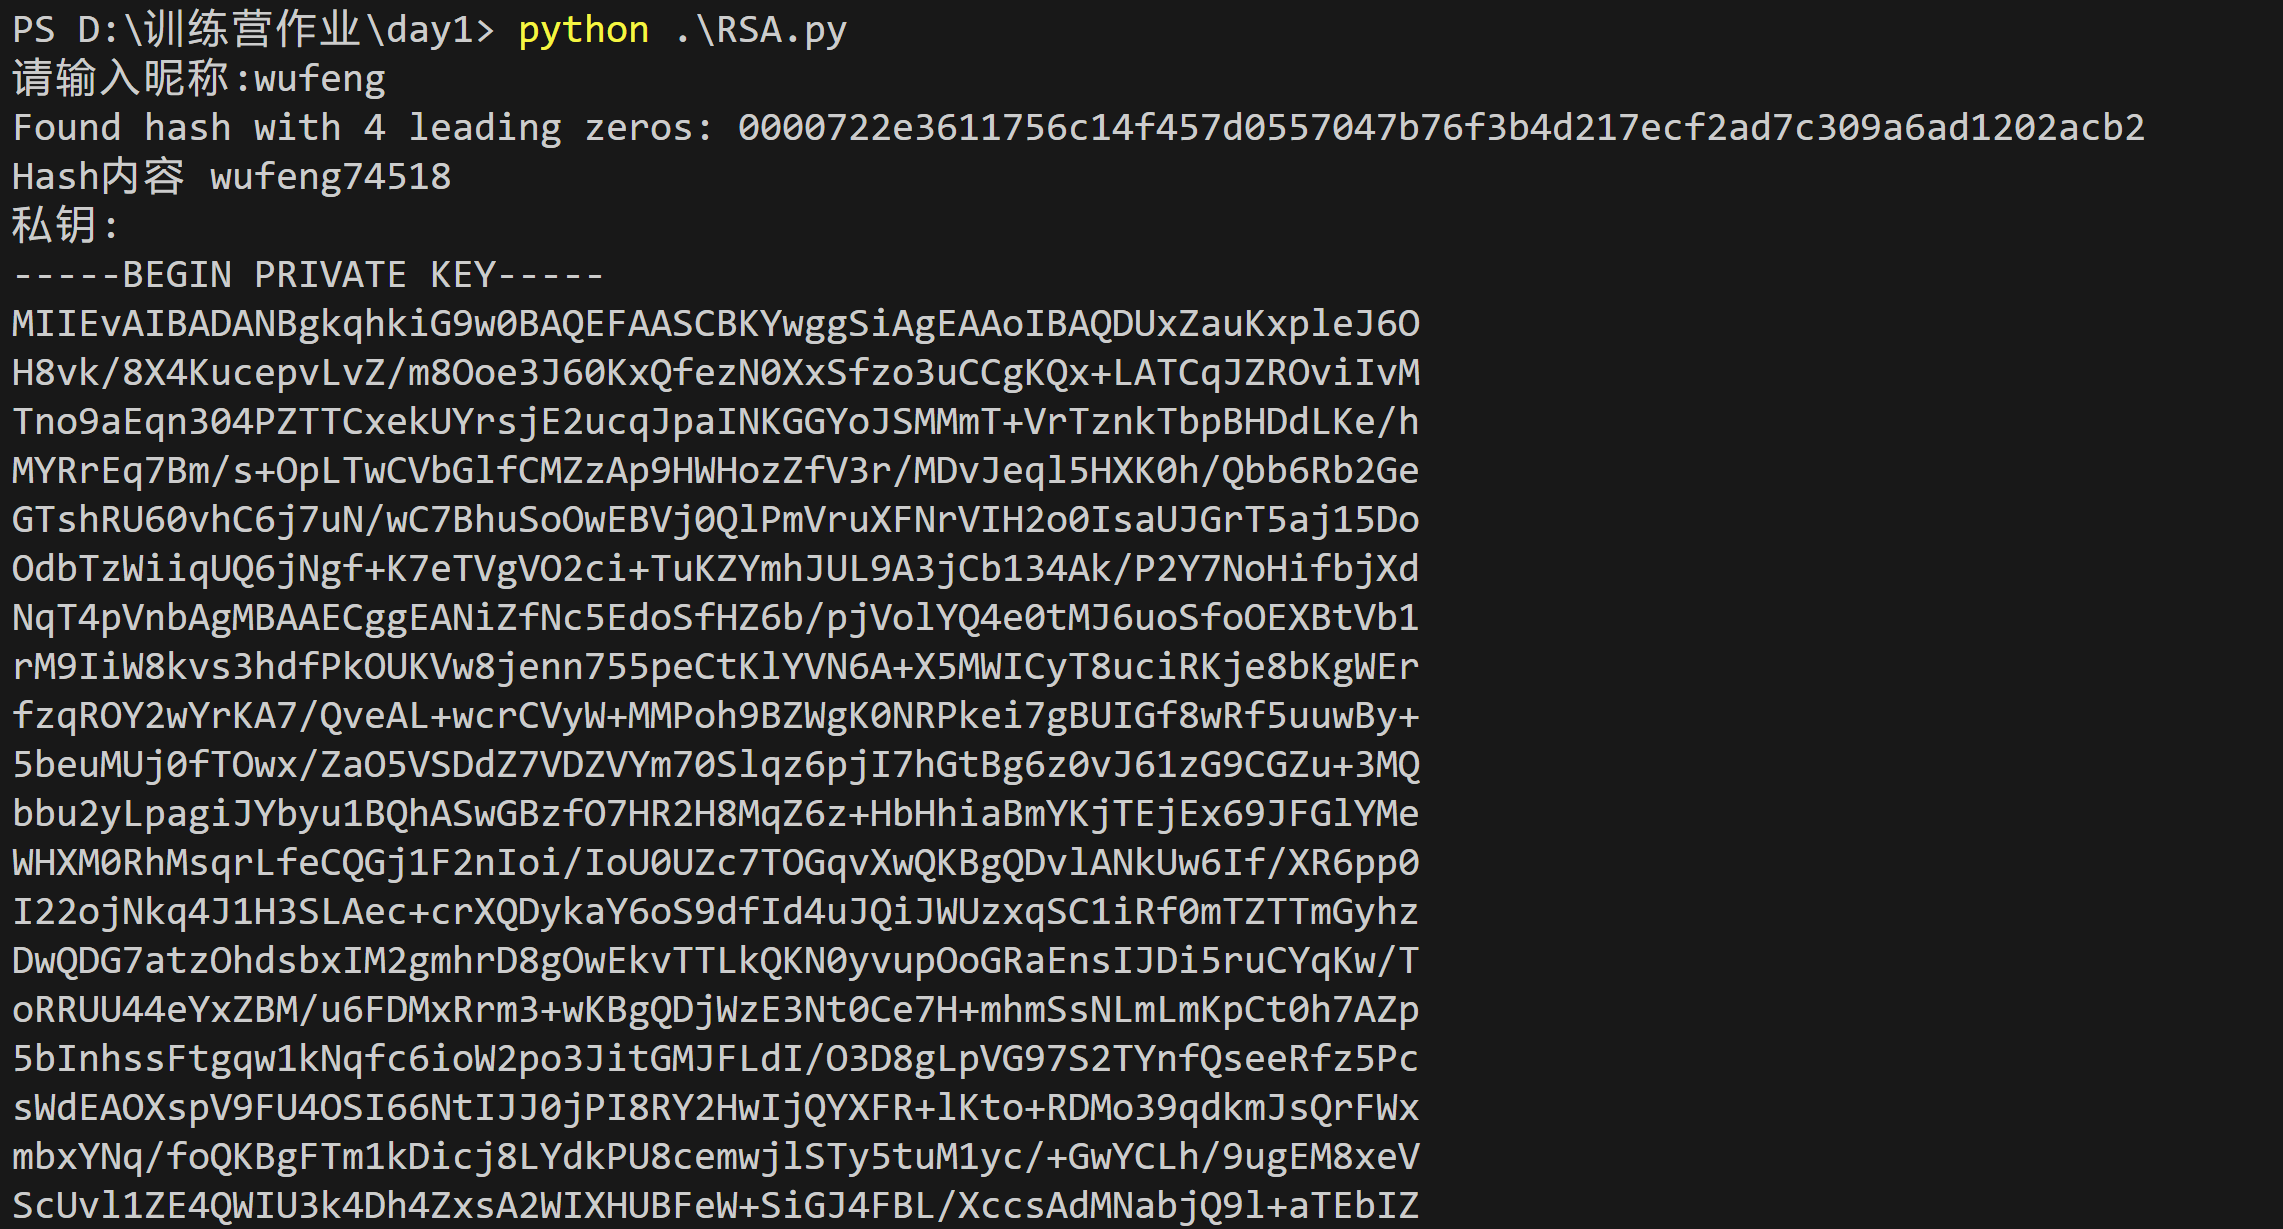 PS D:\训练营作业\day1> python .\RSA.py
请输入昵称:wufeng
Found hash with 4 leading zeros: 0000722e3611756c14f457d0557047b76f3b4d217ecf2ad7c309a6ad1202acb2
Hash内容 wufeng74518
私钥:
-----BEGIN PRIVATE KEY-----
MIIEvAIBADANBgkqhkiG9w0BAQEFAASCBKYwggSiAgEAAoIBAQDUxZauKxpleJ6O
H8vk/8X4KucepvLvZ/m8Ooe3J60KxQfezN0XxSfzo3uCCgKQx+LATCqJZROviIvM
Tno9aEqn304PZTTCxekUYrsjE2ucqJpaINKGGYoJSMMmT+VrTznkTbpBHDdLKe/h
MYRrEq7Bm/s+OpLTwCVbGlfCMZzAp9HWHozZfV3r/MDvJeql5HXK0h/Qbb6Rb2Ge
GTshRU60vhC6j7uN/wC7BhuSoOwEBVj0QlPmVruXFNrVIH2o0IsaUJGrT5aj15Do
OdbTzWiiqUQ6jNgf+K7eTVgVO2ci+TuKZYmhJUL9A3jCb134Ak/P2Y7NoHifbjXd
NqT4pVnbAgMBAAECggEANiZfNc5EdoSfHZ6b/pjVolYQ4e0tMJ6uoSfoOEXBtVb1
rM9IiW8kvs3hdfPkOUKVw8jenn755peCtKlYVN6A+X5MWICyT8uciRKje8bKgWEr
fzqROY2wYrKA7/QveAL+wcrCVyW+MMPoh9BZWgK0NRPkei7gBUIGf8wRf5uuwBy+
5beuMUj0fTOwx/ZaO5VSDdZ7VDZVYm70Slqz6pjI7hGtBg6z0vJ61zG9CGZu+3MQ
bbu2yLpagiJYbyu1BQhASwGBzfO7HR2H8MqZ6z+HbHhiaBmYKjTEjEx69JFGlYMe
WHXM0RhMsqrLfeCQGj1F2nIoi/IoU0UZc7TOGqvXwQKBgQDvlANkUw6If/XR6pp0
I22ojNkq4J1H3SLAec+crXQDykaY6oS9dfId4uJQiJWUzxqSC1iRf0mTZTTmGyhz
DwQDG7atzOhdsbxIM2gmhrD8gOwEkvTTLkQKN0yvupOoGRaEnsIJDi5ruCYqKw/T
oRRUU44eYxZBM/u6FDMxRrm3+wKBgQDjWzE3Nt0Ce7H+mhmSsNLmLmKpCt0h7AZp
5bInhssFtgqw1kNqfc6ioW2po3JitGMJFLdI/O3D8gLpVG97S2TYnfQseeRfz5Pc
sWdEAOXspV9FU4OSI66NtIJJ0jPI8RY2HwIjQYXFR+lKto+RDMo39qdkmJsQrFWx
mbxYNq/foQKBgFTm1kDicj8LYdkPU8cemwjlSTy5tuM1yc/+GwYCLh/9ugEM8xeV
ScUvl1ZE4QWIU3k4Dh4ZxsA2WIXHUBFeW+SiGJ4FBL/XccsAdMNabjQ9l+aTEbIZ